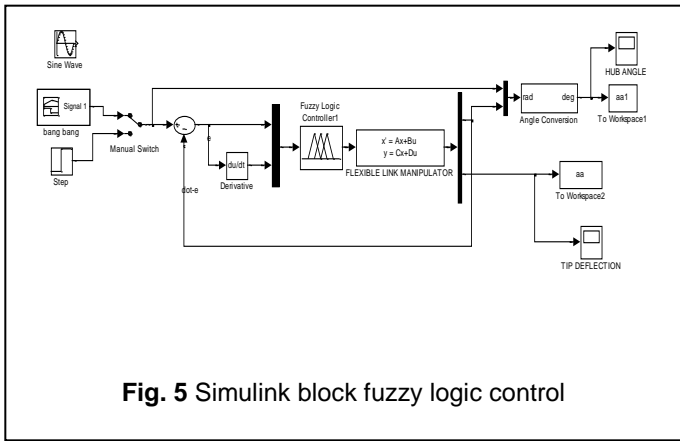 Sine Wave
Signal 1
bang bang
Step
Manual Switch
+
-
e
dot-e
du/dt
Derivative
Fuzzy Logic
Controller1
x' = Ax+Bu
y = Cx+Du
FLEXIBLE LINK MANIPULATOR
rad
deg
Angle Conversion
HUB ANGLE
aa1
To Workspace1
aa
To Workspace2
TIP DEFLECTION
Fig. 5 Simulink block fuzzy logic control